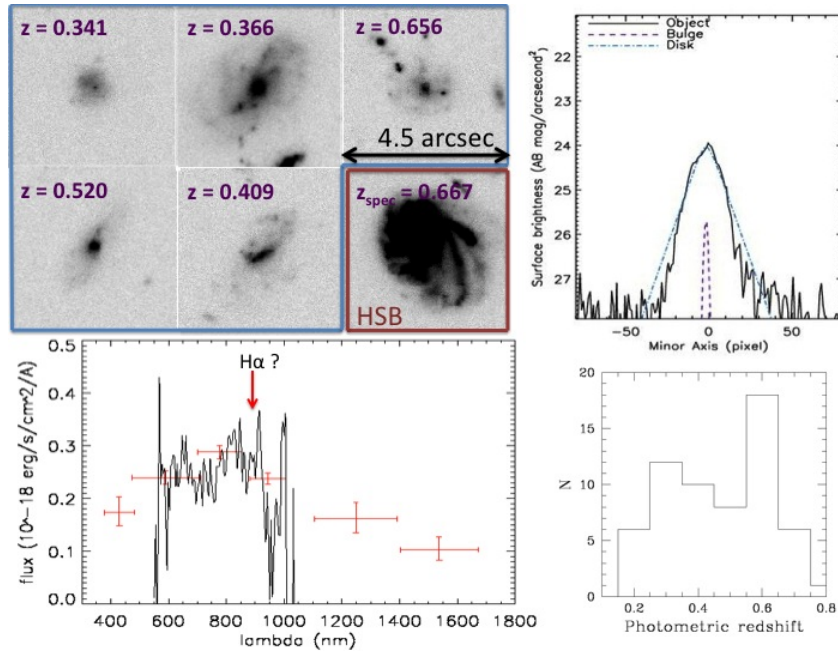 z = 0.341
z = 0.366
z = 0.656
4.5 arcsec
z = 0.520
z = 0.409
z_spec = 0.667
HSB
Object
Bulge
Disk
22
23
24
25
26
27
Surface brightness (AB mag/arcsecond²)
-50
0
50
Minor Axis (pixel)
Hα ?
0.5
0.4
0.3
0.2
0.1
0.0
flux (10^-18 erg/s/cm^2/A)
400
600
800
1000
1200
1400
1600
1800
lambda (nm)
20
15
10
5
0
N
0.2
0.4
0.6
0.8
Photometric redshift